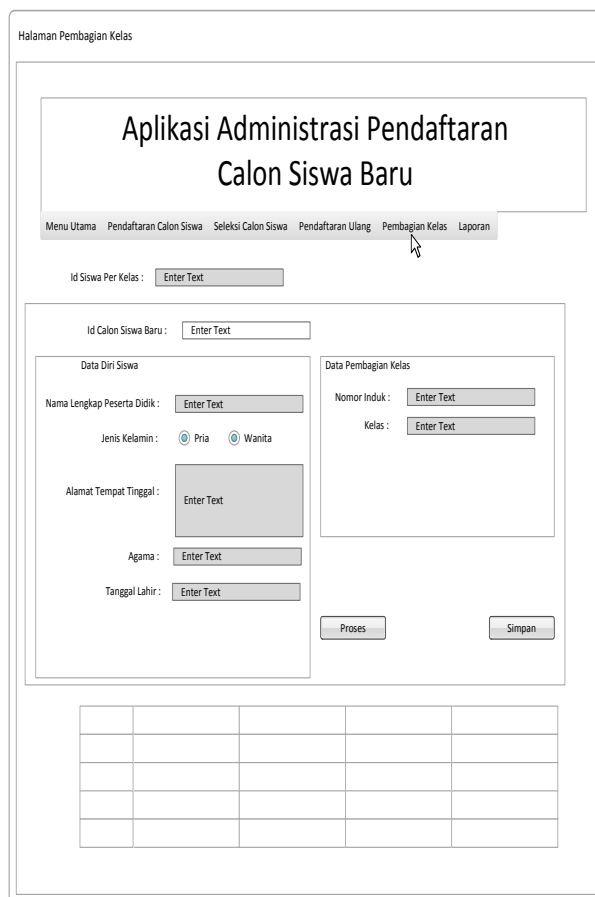 Halaman Pembagian Kelas
Aplikasi Administrasi Pendaftaran
Calon Siswa Baru
Menu Utama Pendaftaran Calon Siswa Seleksi Calon Siswa Pendaftaran Ulang Pembagian Kelas Laporan
Id Siswa Per Kelas : Enter Text
Id Calon Siswa Baru : Enter Text
Data Diri Siswa
Nama Lengkap Peserta Didik : Enter Text
Jenis Kelamin : Pria Wanita
Alamat Tempat Tinggal : Enter Text
Agama : Enter Text
Tanggal Lahir : Enter Text
Data Pembagian Kelas
Nomor Induk : Enter Text
Kelas : Enter Text
Proses Simpan